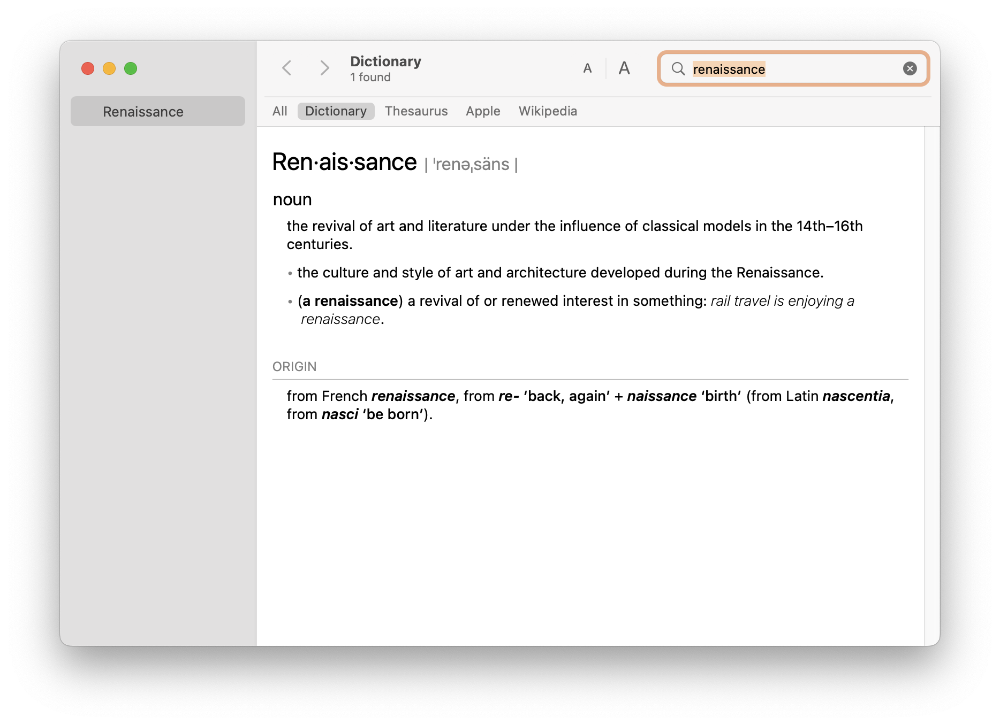 Dictionary
1 found
A
A
renaissance
Renaissance
All Dictionary Thesaurus Apple Wikipedia
Ren·ais·sance | ˈrenəˌsäns |
noun
the revival of art and literature under the influence of classical models in the 14th–16th
centuries.
• the culture and style of art and architecture developed during the Renaissance.
• (a renaissance) a revival of or renewed interest in something: rail travel is enjoying a
renaissance.
ORIGIN
from French renaissance, from re- ‘back, again’ + naissance ‘birth’ (from Latin nascentia,
from nasci ‘be born’).